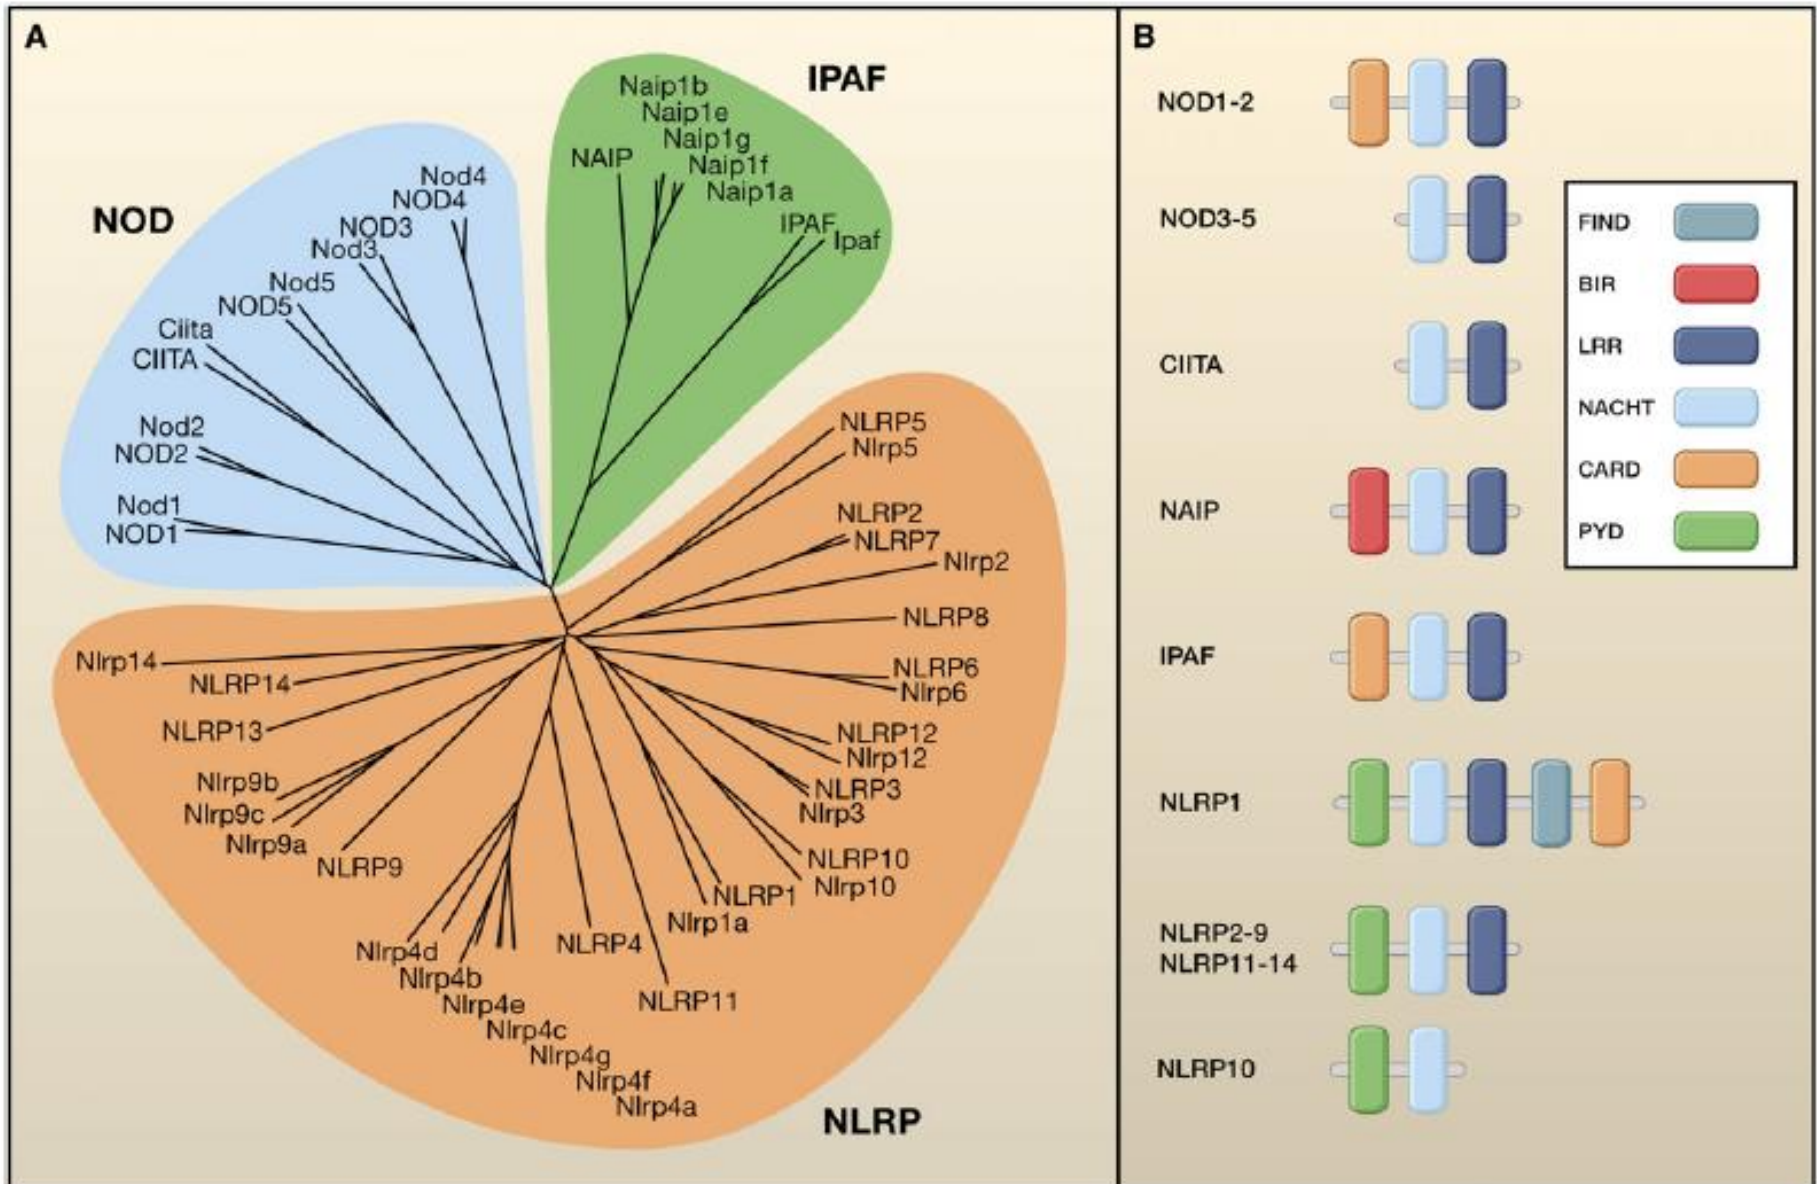 A
IPAF
Naip1b
Naip1e
Naip1g
NAIP
Naip1f
Naip1a
IPAF
Ipaf
NOD
Nod4
NOD4
NOD3
Nod3
Nod5
NOD5
Ciita
CIITA
Nod2
NOD2
Nod1
NOD1
NLRP5
Nlrp5
NLRP2
NLRP7
Nlrp2
NLRP8
NLRP6
Nlrp6
NLRP12
Nlrp12
NLRP3
Nlrp3
NLRP10
Nlrp10
NLRP1
Nlrp1a
NLRP11
NLRP4
Nlrp14
NLRP14
NLRP13
Nlrp9b
Nlrp9c
Nlrp9a
NLRP9
Nlrp4d
Nlrp4b
Nlrp4e
Nlrp4c
Nlrp4g
Nlrp4f
Nlrp4a
NLRP
B
NOD1-2
NOD3-5
CIITA
NAIP
IPAF
NLRP1
NLRP2-9
NLRP11-14
NLRP10
FIND
BIR
LRR
NACHT
CARD
PYD